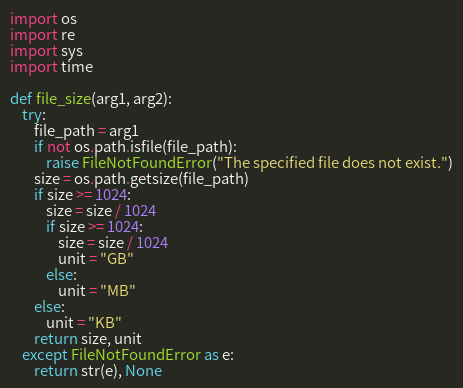 import os
import re
import sys
import time

def file_size(arg1, arg2):
    try:
        file_path = arg1
        if not os.path.isfile(file_path):
            raise FileNotFoundError("The specified file does not exist.")
        size = os.path.getsize(file_path)
        if size >= 1024:
            size = size / 1024
            if size >= 1024:
                size = size / 1024
                unit = "GB"
            else:
                unit = "MB"
        else:
            unit = "KB"
        return size, unit
    except FileNotFoundError as e:
        return str(e), None